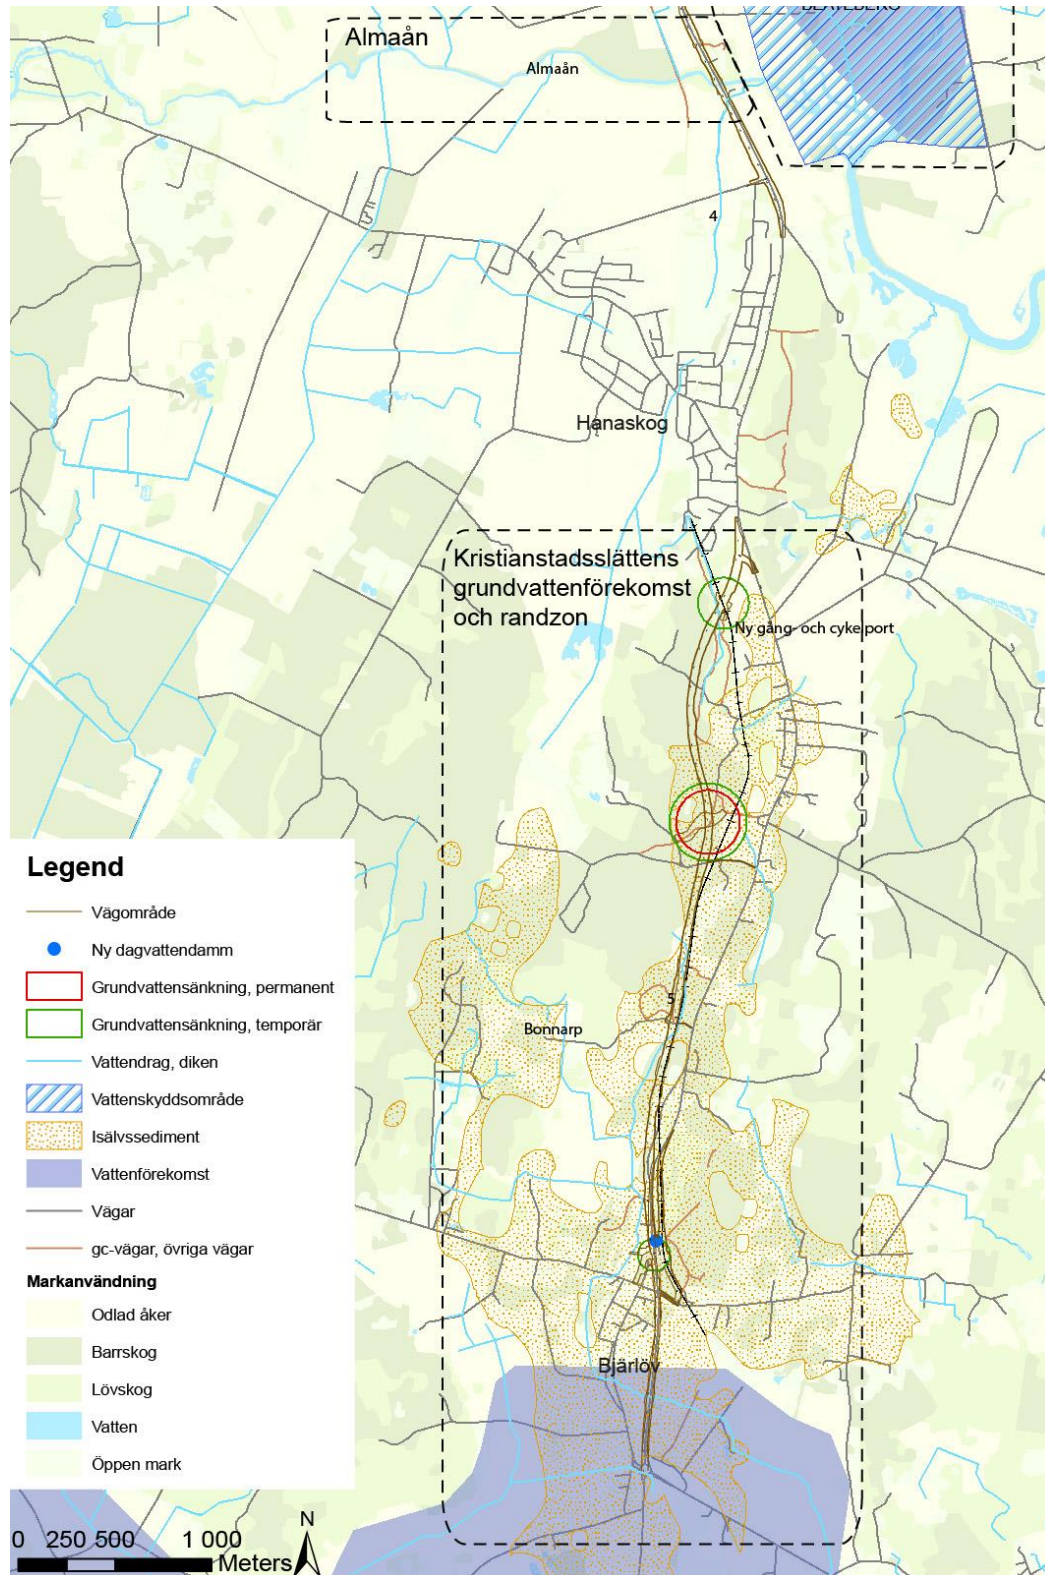 BEATEBERG
Almaån
Almaån
4
Hanaskog
Kristianstadsslättens
grundvattenförekomst
och randzon
Ny gång- och cykelport
5
Bonnarp
Bjärlöv
Legend
Vägområde
Ny dagvattendamm
Grundvattensänkning, permanent
Grundvattensänkning, temporär
Vattendrag, diken
Vattenskyddsområde
Isälvssediment
Vattenförekomst
Vägar
gc-vägar, övriga vägar
Markanvändning
Odlad åker
Barrskog
Lövskog
Vatten
Öppen mark
0 250 500 1 000
Meters
N